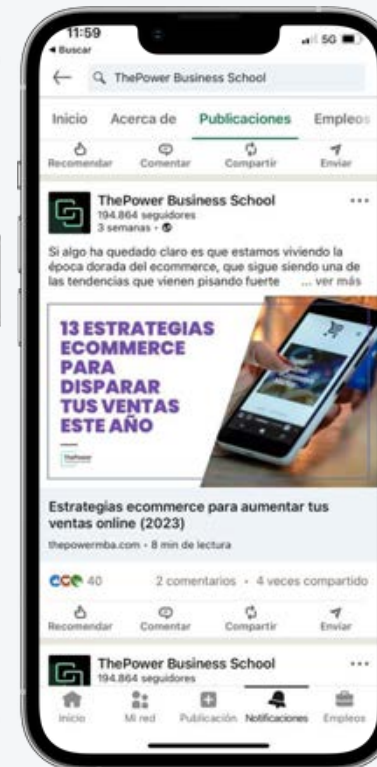 11:59
5G
Buscar
ThePower Business School
Inicio Acerca de Publicaciones Empleos
Recomendar Comentar Compartir Enviar
ThePower Business School
194.864 seguidores
3 semanas •
Si algo ha quedado claro es que estamos viviendo la
época dorada del ecommerce, que sigue siendo una de
las tendencias que vienen pisando fuerte ... ver más
13 ESTRATEGIAS
ECOMMERCE
PARA
DISPARAR
TUS VENTAS
ESTE AÑO
ThePower
Estrategias ecommerce para aumentar tus
ventas online (2023)
thepowermba.com • 8 min de lectura
40 2 comentarios • 4 veces compartido
Recomendar Comentar Compartir Enviar
ThePower Business School
194.864 seguidores
Inicio Mi red Publicación Notificaciones Empleos